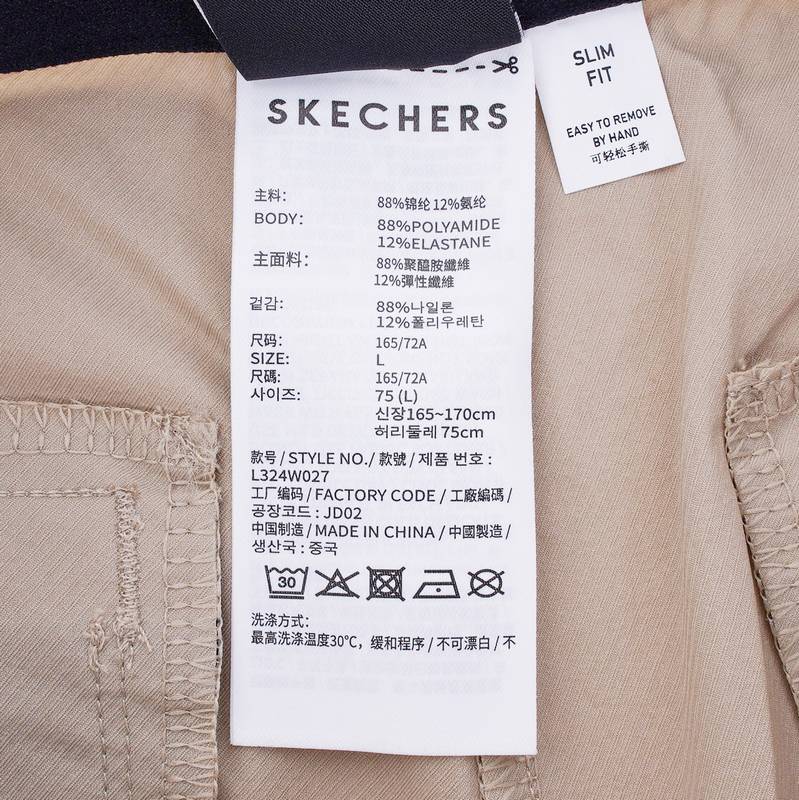 SLIM
FIT
EASY TO REMOVE
BY HAND
可轻松手撕
SKECHERS
主料: 88%锦纶 12%氨纶
BODY: 88%POLYAMIDE
12%ELASTANE
主面料: 88%聚醯胺纖維
12%彈性纖維
겉감: 88%나일론
12%폴리우레탄
尺码: 165/72A
SIZE: L
尺碼: 165/72A
사이즈: 75 (L)
신장165~170cm
허리둘레 75cm
款号 / STYLE NO./ 款號 / 제품 번호 :
L324W027
工厂编码 / FACTORY CODE / 工廠編碼 /
공장코드 : JD02
中国制造 / MADE IN CHINA / 中國製造 /
생산국 : 중국
30
洗涤方式:
最高洗涤温度30℃，缓和程序 / 不可漂白 / 不